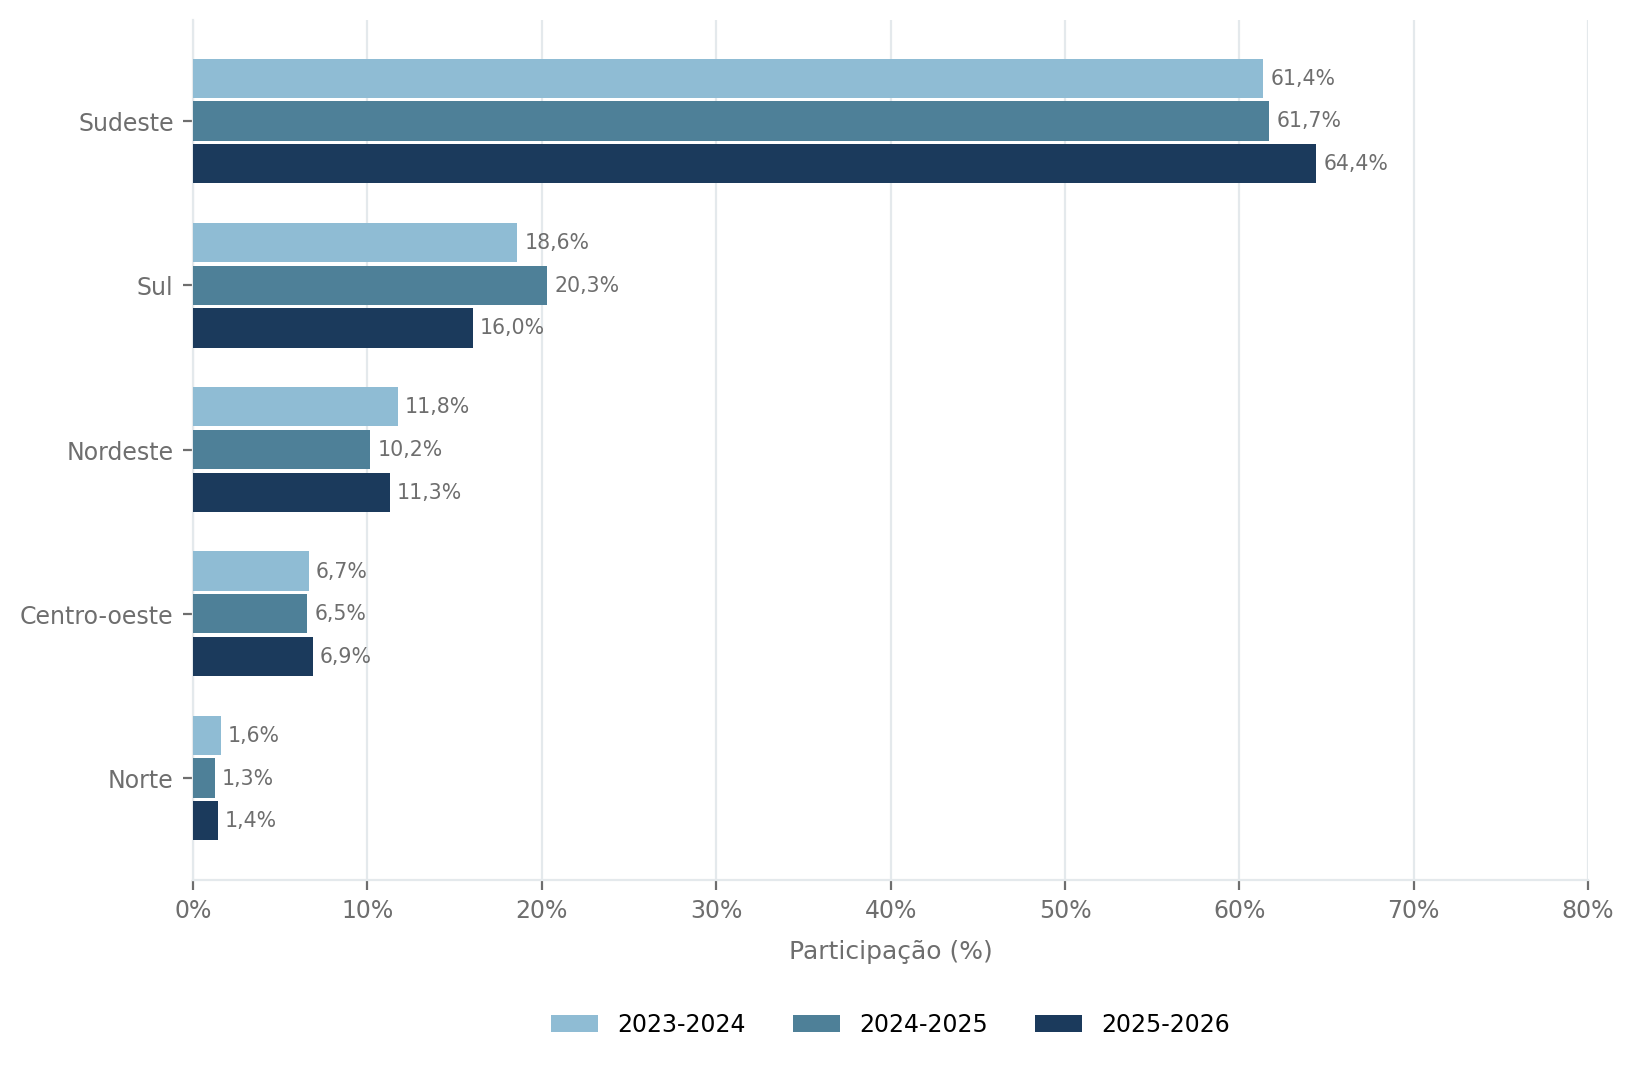 61,4%
Sudeste 61,7%
64,4%
18,6%
Sul 20,3%
16,0%
11,8%
Nordeste 10,2%
11,3%
6,7%
Centro-oeste 6,5%
6,9%
1,6%
Norte 1,3%
1,4%
0% 10% 20% 30% 40% 50% 60% 70% 80%
Participação (%)
2023-2024 2024-2025 2025-2026